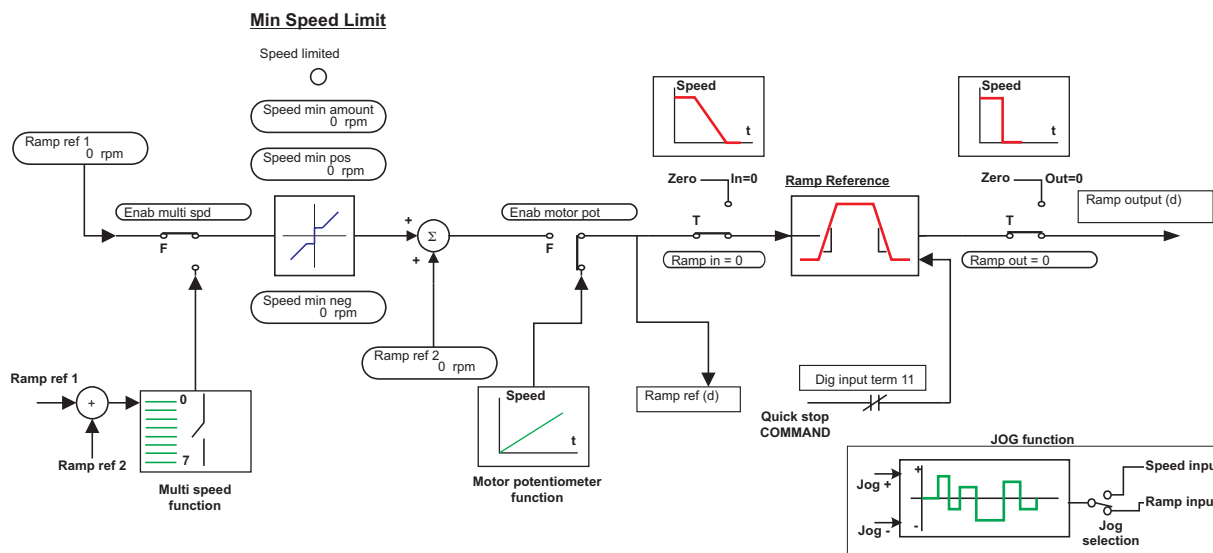 Min Speed Limit
Speed limited
Speed min amount
0 rpm
Ramp ref 1
0 rpm
Speed min pos
0 rpm
Enab multi spd
F
+
+
Σ
Speed min neg
0 rpm
Ramp ref 2
0 rpm
Enab motor pot
F
Speed
t
Zero
In=0
T
Ramp in = 0
Ramp Reference
Speed
t
Zero
Out=0
T
Ramp out = 0
Ramp output (d)
Ramp ref 1
+
Ramp ref 2
0
7
Multi speed
function
Speed
t
Motor potentiometer
function
Ramp ref (d)
Dig input term 11
Quick stop
COMMAND
JOG function
Jog +
Jog -
+
-
Speed input
Ramp input
Jog
selection